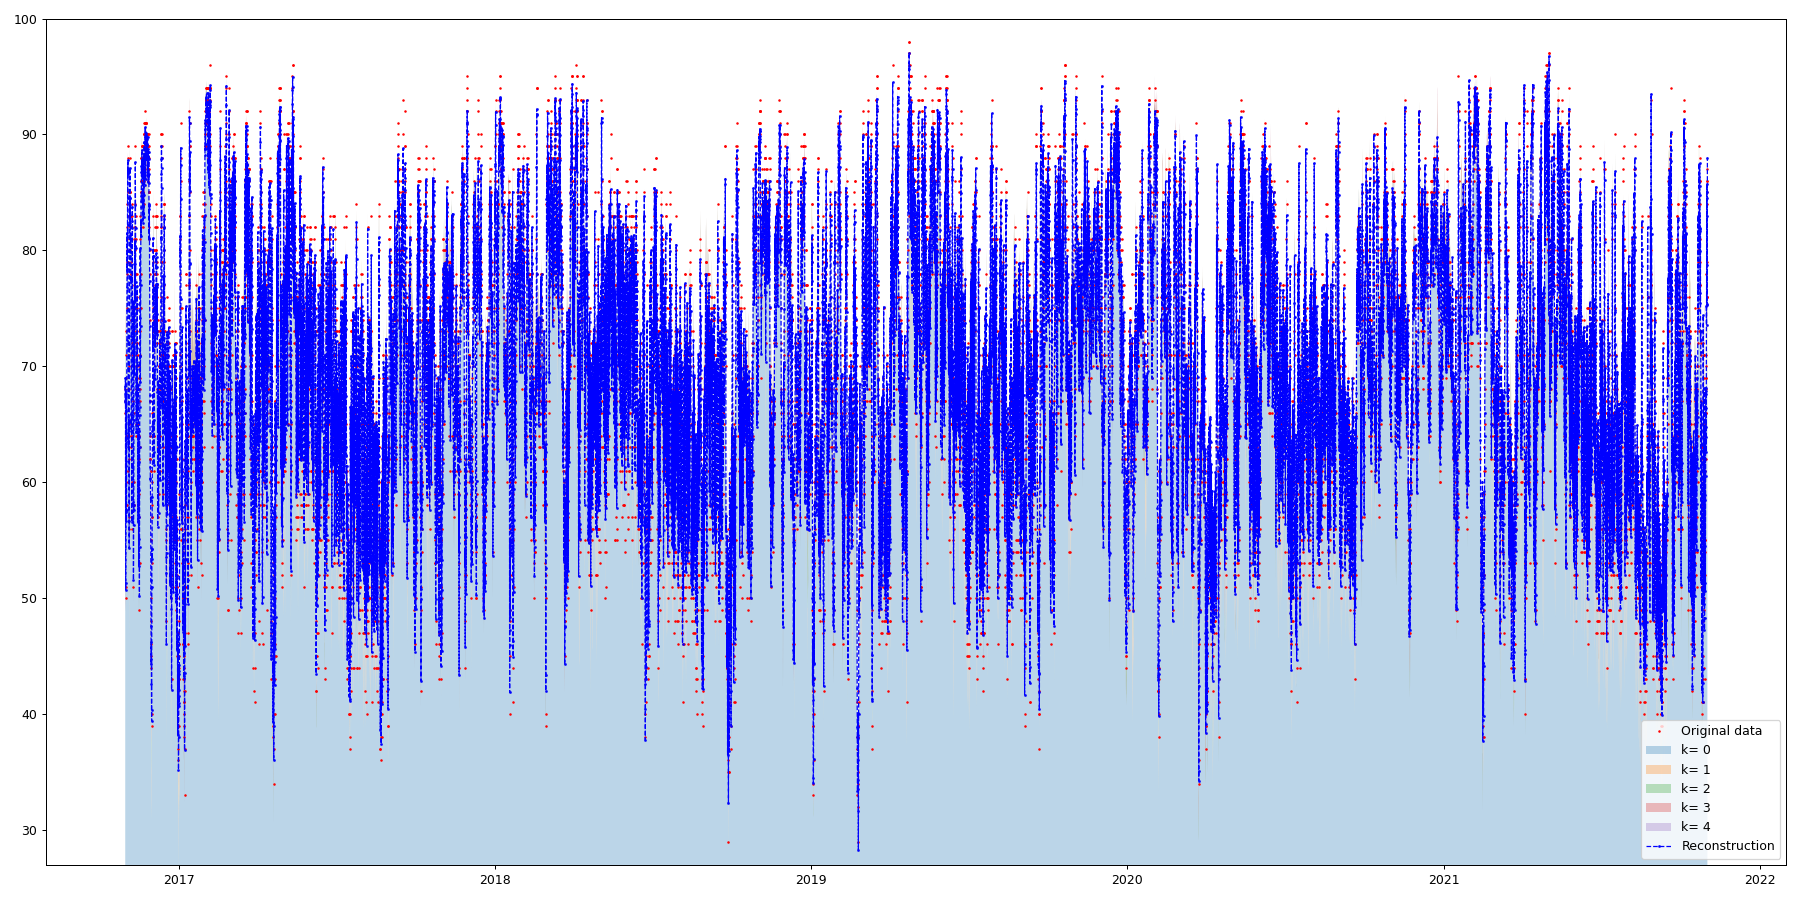 100
90
80
70
60
50
40
30
2017 2018 2019 2020 2021 2022
Original data
k= 0
k= 1
k= 2
k= 3
k= 4
Reconstruction